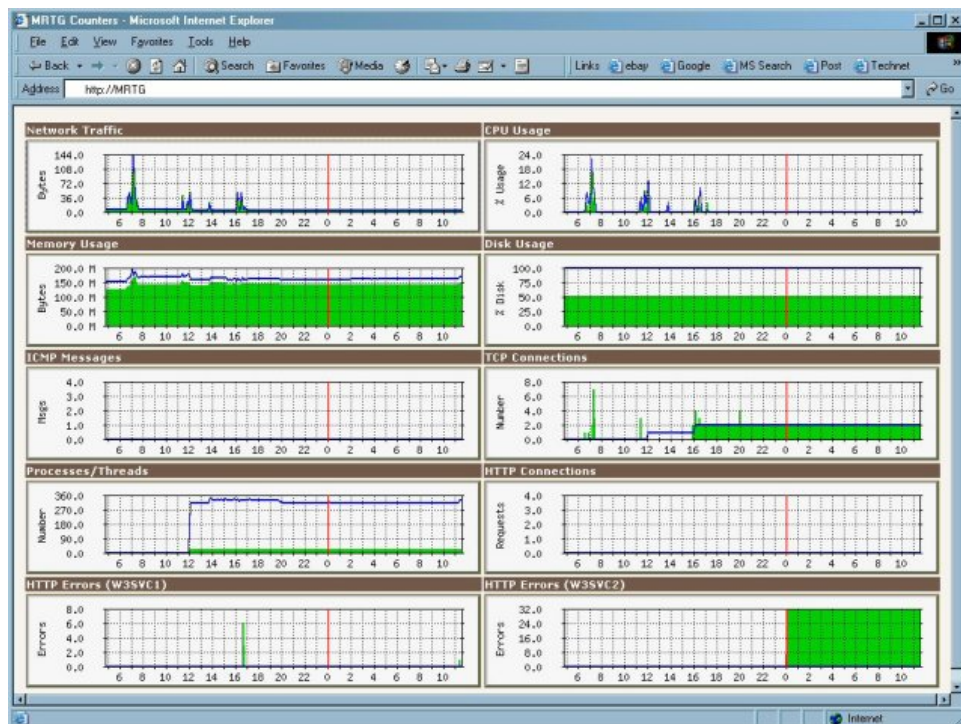 MRTG Counters - Microsoft Internet Explorer
File Edit View Favorites Tools Help
Back Search Favorites Media Links ebay Google MS Search Post Technet
Address http://MRTG Go
Network Traffic
Bytes
144.0
108.0
72.0
36.0
0.0
6 8 10 12 14 16 18 20 22 0 2 4 6 8 10
CPU Usage
% Usage
24.0
18.0
12.0
6.0
0.0
6 8 10 12 14 16 18 20 22 0 2 4 6 8 10
Memory Usage
Bytes
200.0 M
150.0 M
100.0 M
50.0 M
0.0 M
6 8 10 12 14 16 18 20 22 0 2 4 6 8 10
Disk Usage
% Disk
100.0
75.0
50.0
25.0
0.0
6 8 10 12 14 16 18 20 22 0 2 4 6 8 10
ICMP Messages
Msgs
4.0
3.0
2.0
1.0
0.0
6 8 10 12 14 16 18 20 22 0 2 4 6 8 10
TCP Connections
Number
8.0
6.0
4.0
2.0
0.0
6 8 10 12 14 16 18 20 22 0 2 4 6 8 10
Processes/Threads
Number
360.0
270.0
180.0
90.0
0.0
6 8 10 12 14 16 18 20 22 0 2 4 6 8 10
HTTP Connections
Requests
4.0
3.0
2.0
1.0
0.0
6 8 10 12 14 16 18 20 22 0 2 4 6 8 10
HTTP Errors (W3SVC1)
Errors
8.0
6.0
4.0
2.0
0.0
6 8 10 12 14 16 18 20 22 0 2 4 6 8 10
HTTP Errors (W3SVC2)
Errors
32.0
24.0
16.0
8.0
0.0
6 8 10 12 14 16 18 20 22 0 2 4 6 8 10
Internet